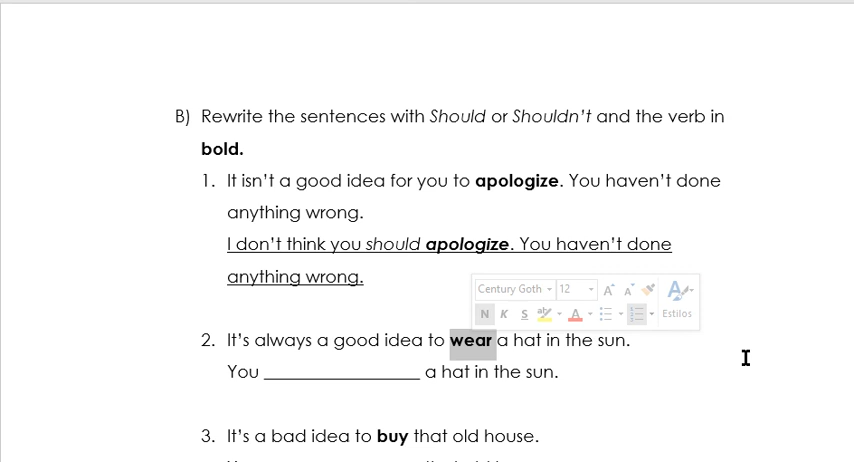 B) Rewrite the sentences with Should or Shouldn't and the verb in
bold.
1. It isn't a good idea for you to apologize. You haven't done
anything wrong.
I don't think you should apologize. You haven't done
anything wrong.
Century Goth 12
N K S aby A Estilos
2. It's always a good idea to wear a hat in the sun.
You __________________ a hat in the sun.
3. It's a bad idea to buy that old house.